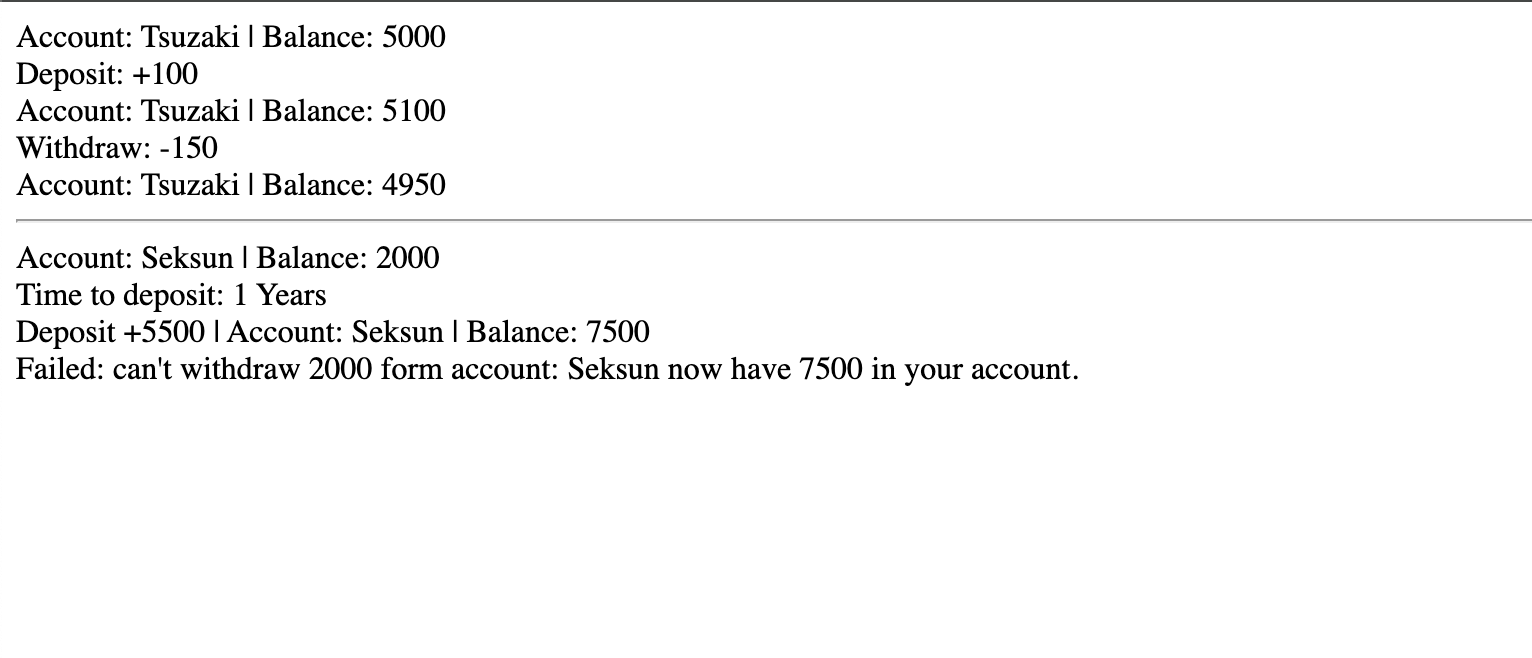 Account: Tsuzaki | Balance: 5000
Deposit: +100
Account: Tsuzaki | Balance: 5100
Withdraw: -150
Account: Tsuzaki | Balance: 4950
Account: Seksun | Balance: 2000
Time to deposit: 1 Years
Deposit +5500 | Account: Seksun | Balance: 7500
Failed: can't withdraw 2000 form account: Seksun now have 7500 in your account.